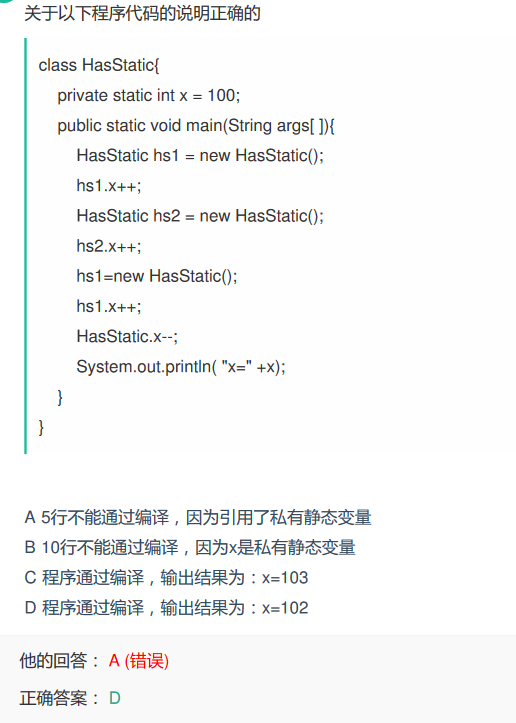 关于以下程序代码的说明正确的
class HasStatic{
private static int x = 100;
public static void main(String args[ ]){
HasStatic hs1 = new HasStatic();
hs1.x++;
HasStatic hs2 = new HasStatic();
hs2.x++;
hs1=new HasStatic();
hs1.x++;
HasStatic.x--;
System.out.println( "x=" +x);
}
}
A 5行不能通过编译，因为引用了私有静态变量
B 10行不能通过编译，因为x是私有静态变量
C 程序通过编译，输出结果为：x=103
D 程序通过编译，输出结果为：x=102
他的回答： A (错误)
正确答案： D